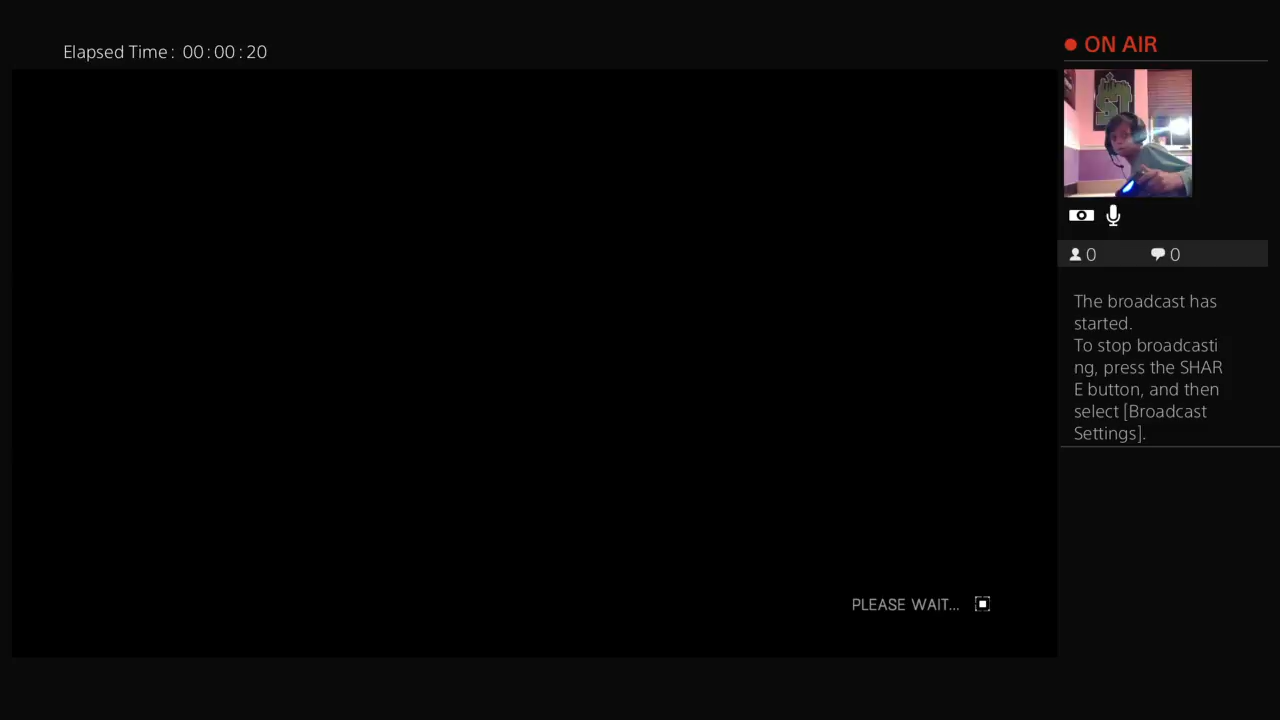 Elapsed Time: 00:00:20
ON AIR
ST
0 0
The broadcast has
started.
To stop broadcasti
ng, press the SHAR
E button, and then
select [Broadcast
Settings].
PLEASE WAIT...